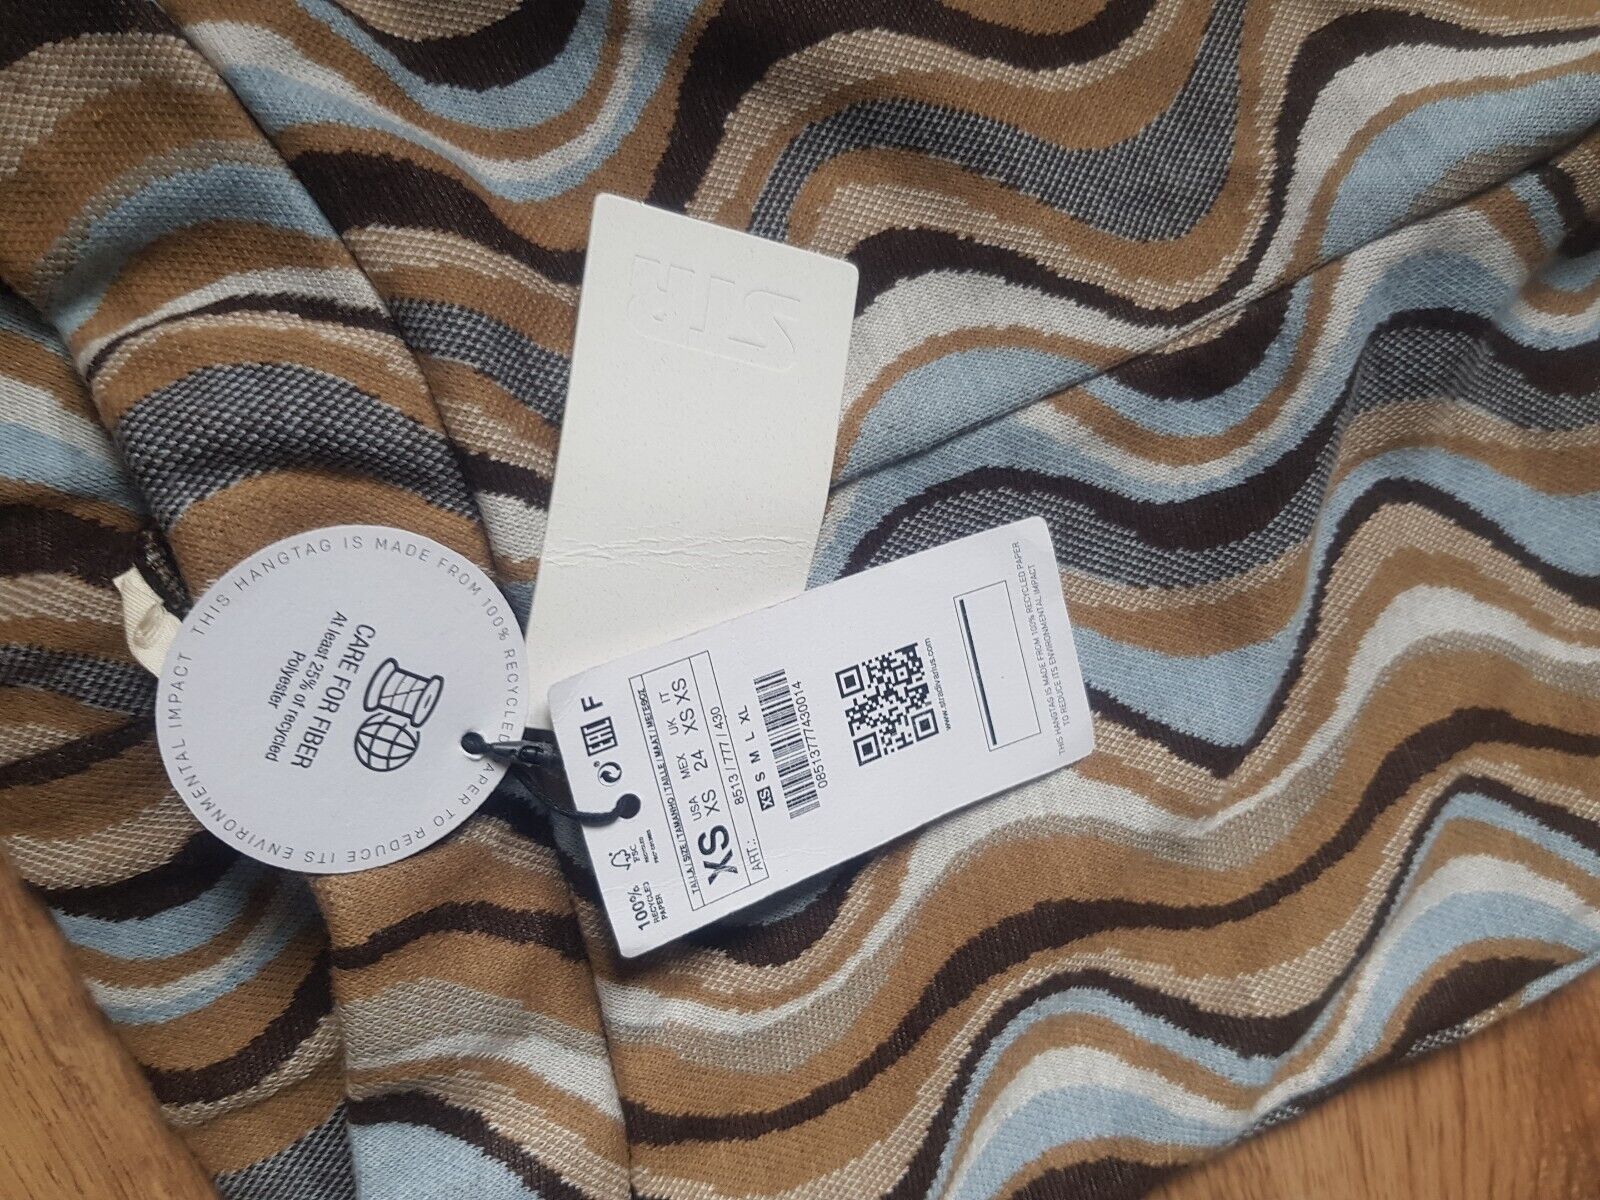 STR
THIS HANGTAG IS MADE FROM 100% RECYCLED PAPER TO REDUCE ITS ENVIRONMENTAL IMPACT
CARE FOR FIBER
At least 25% of recycled
Polyester
EAC F
TALLA/SIZE/TAMANHO/TAILLE/MAAT/
XS
USA MEX UK IT
XS 24 XS XS
ART.: 8513/777/430
XS S M L XL
08513777430014
www.stradivarius.com
100%
RECYCLED
PAPER
FSC
RECYCLED
THIS HANGTAG IS MADE FROM 100% RECYCLED PAPER
TO REDUCE ITS ENVIRONMENTAL IMPACT